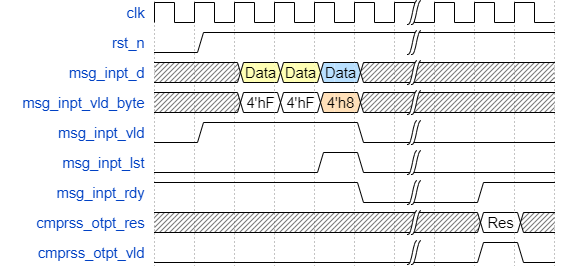 clk
rst_n
msg_inpt_d Data Data Data
msg_inpt_vld_byte 4'hF 4'hF 4'h8
msg_inpt_vld
msg_inpt_lst
msg_inpt_rdy
cmprss_otpt_res Res
cmprss_otpt_vld